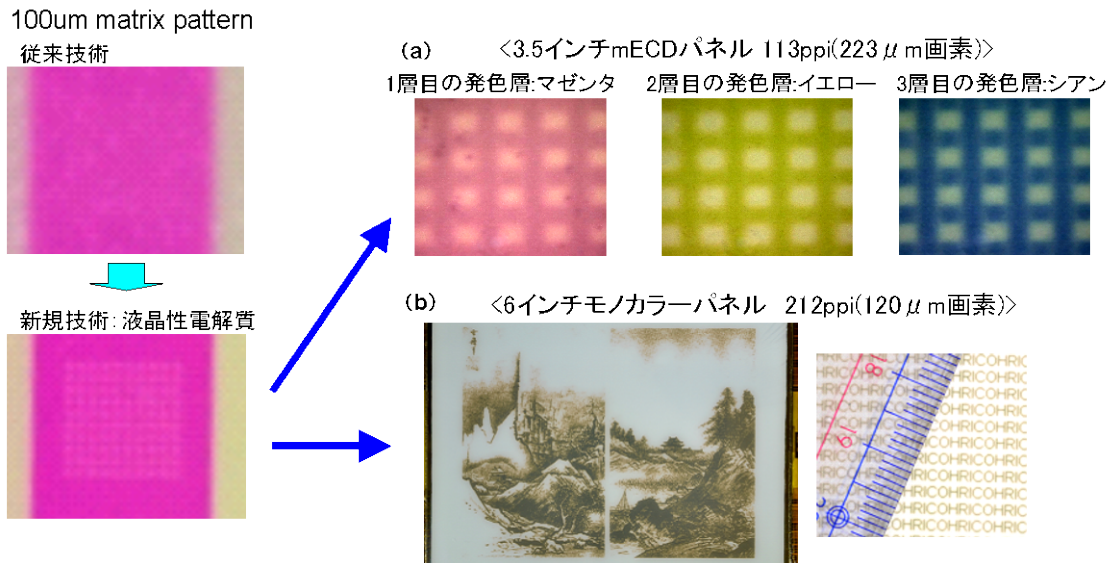 100um matrix pattern
従来技術
新規技術:液晶性電解質
(a) <3.5インチmECDパネル 113ppi(223μm画素)>
1層目の発色層:マゼンタ 2層目の発色層:イエロー 3層目の発色層:シアン
(b) <6インチモノカラーパネル 212ppi(120μm画素)>
18
19
OHRICOHRICOHRIC